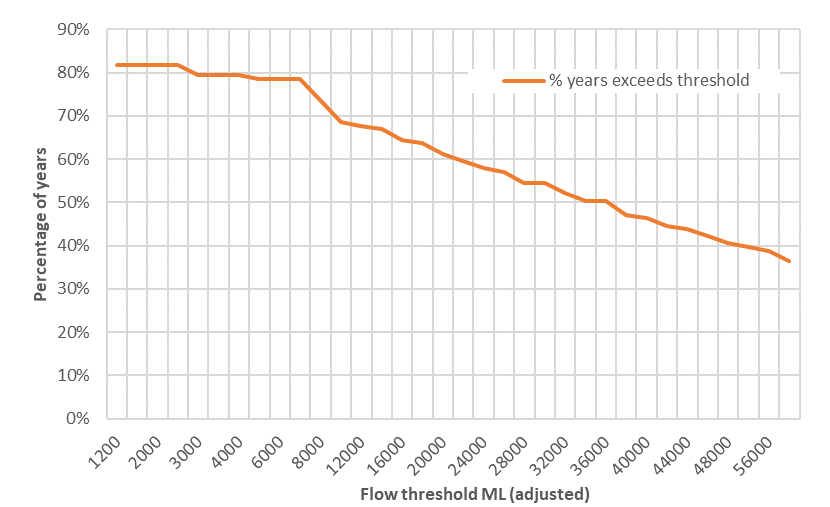 90%
80%
70%
60%
50%
40%
30%
20%
10%
0%
Percentage of years
% years exceeds threshold
1200 2000 3000 4000 6000 8000 12000 16000 20000 24000 28000 32000 36000 40000 44000 48000 56000
Flow threshold ML (adjusted)